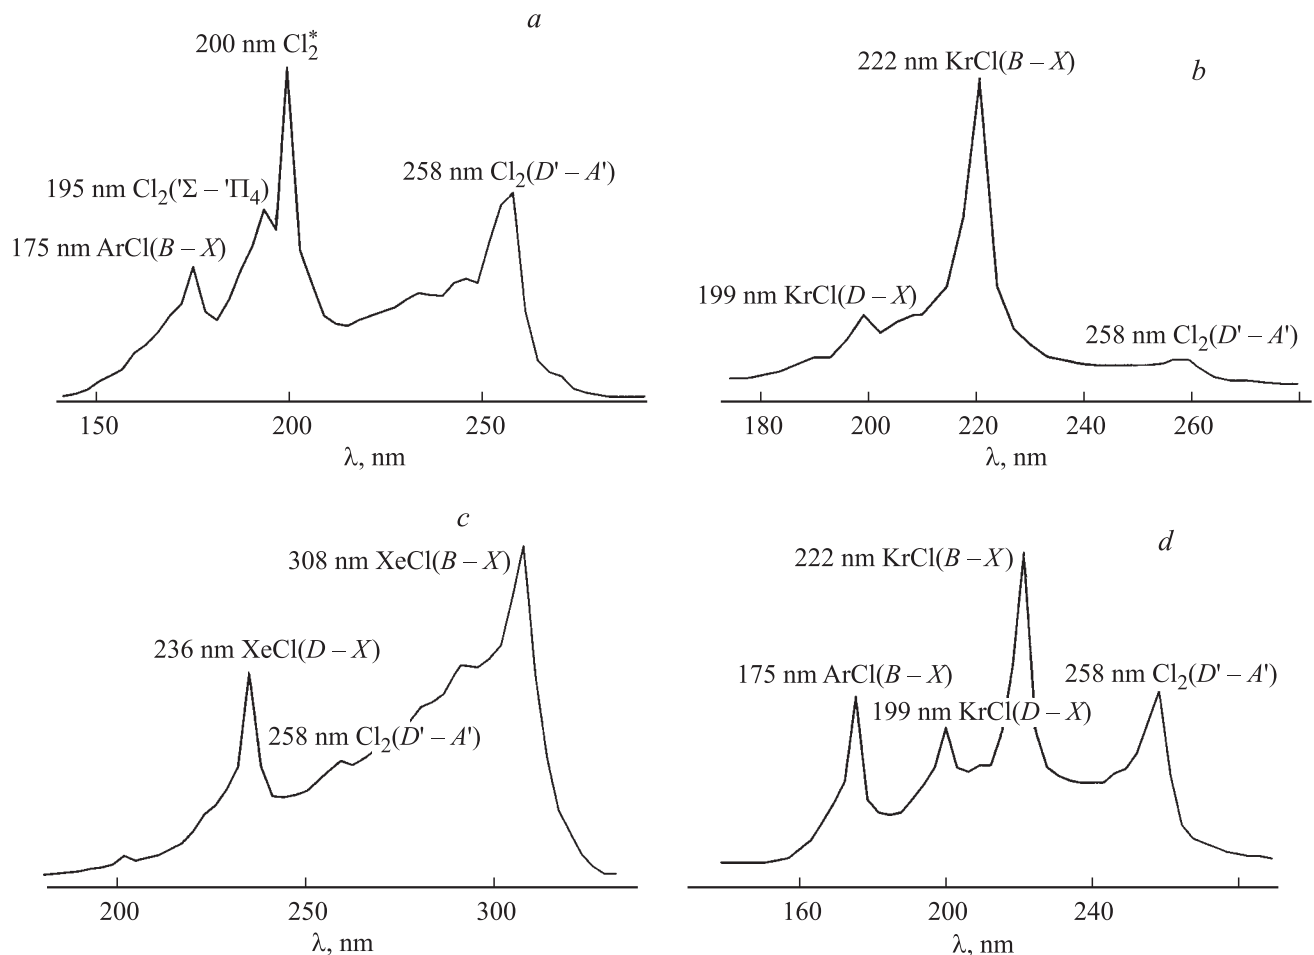 a
200 nm Cl₂*
195 nm Cl₂('Σ – 'Π₄)
175 nm ArCl(B – X)
258 nm Cl₂(D' – A')
150 200 250
λ, nm
b
222 nm KrCl(B – X)
199 nm KrCl(D – X)
258 nm Cl₂(D' – A')
180 200 220 240 260
λ, nm
c
308 nm XeCl(B – X)
236 nm XeCl(D – X)
258 nm Cl₂(D' – A')
200 250 300
λ, nm
d
222 nm KrCl(B – X)
175 nm ArCl(B – X)
258 nm Cl₂(D' – A')
199 nm KrCl(D – X)
160 200 240
λ, nm